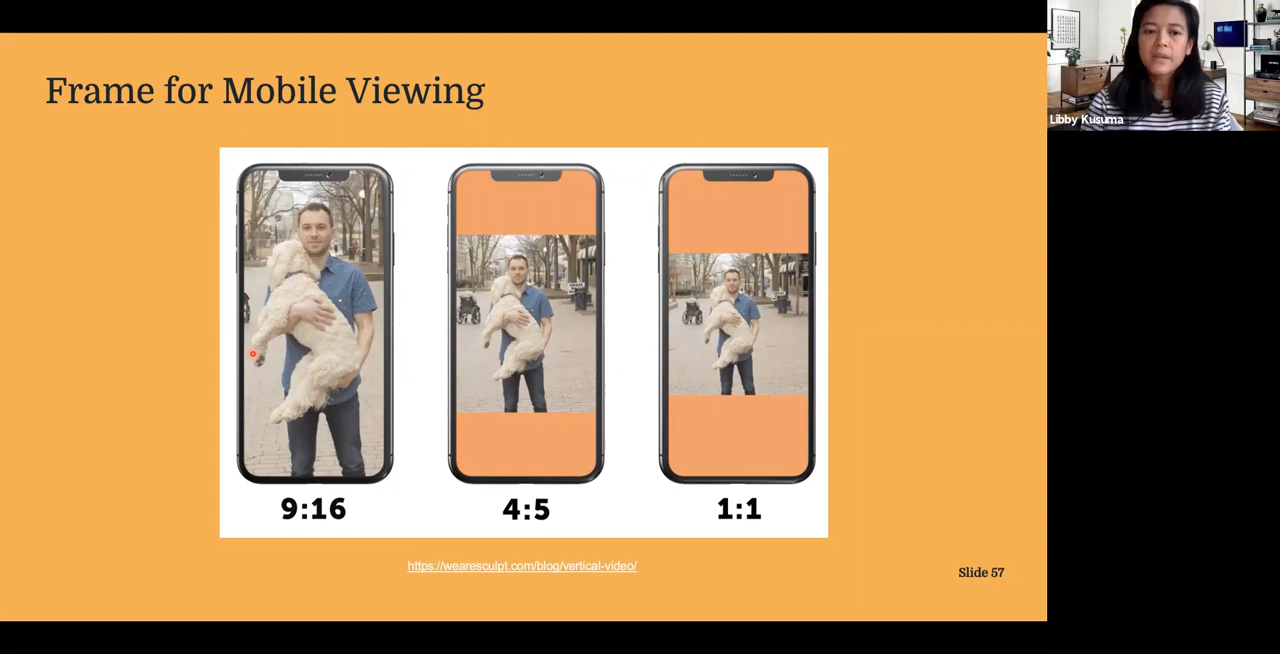 Frame for Mobile Viewing
9:16
4:5
1:1
https://wearesculpt.com/blog/vertical-video/
Slide 57
Libby Kusuma